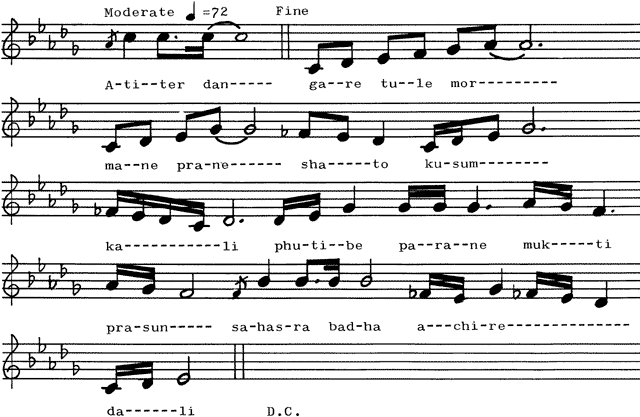 Moderate ♩=72 Fine
A-ti--ter dan----- ga--re tu--le mor----------
ma--ne pra-ne------ sha-----to kusum--------
ka----------li phu-ti-be pa--ra--ne muk---ti
pra-sun----- sa-has-ra bad-ha a---chi-re--------------
da------li D.C.